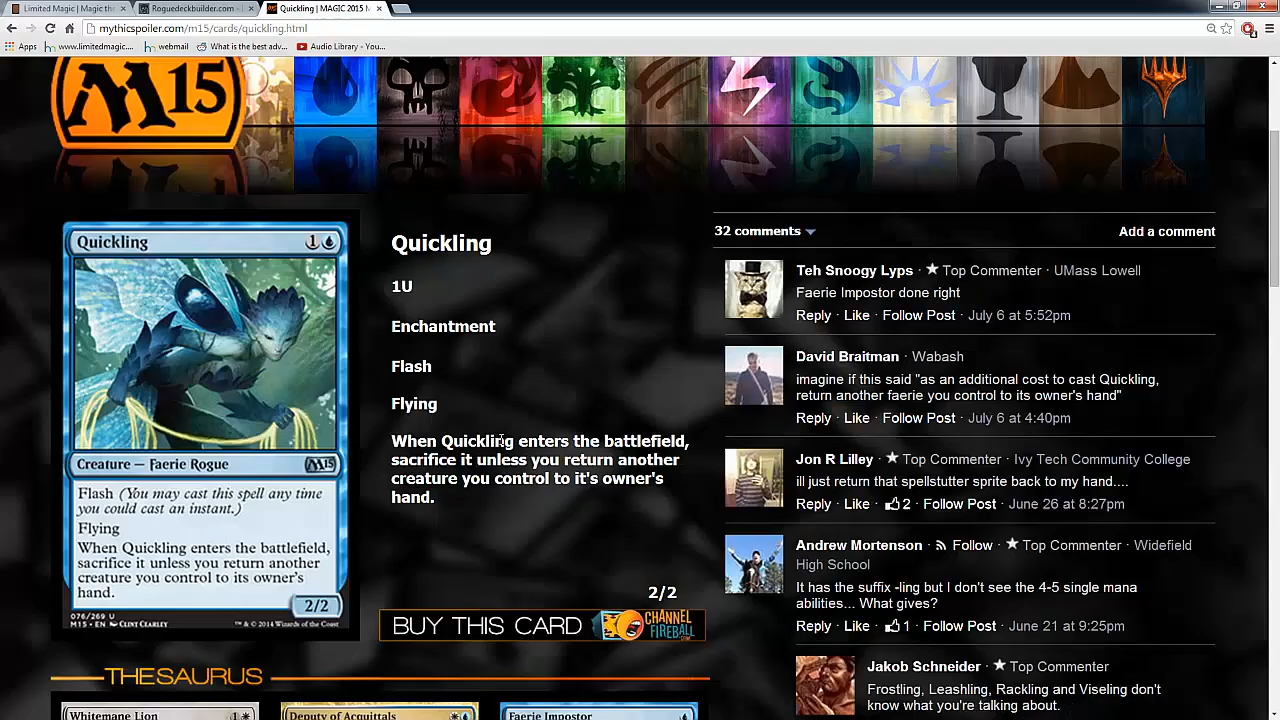 Limited Magic | Magic the
Roguedeckbuilder.com -
Quickling | MAGIC 2015 M
mythicspoiler.com/m15/cards/quickling.html
Apps
www.limitedmagic....
webmail
What is the best adv...
Audio Library - You...
M15
Quickling 1
Creature — Faerie Rogue M15
Flash (You may cast this spell any time
you could cast an instant.)
Flying
When Quickling enters the battlefield,
sacrifice it unless you return another
creature you control to its owner's
hand.
2/2
076/269 U
M15 • EN CLINT CEARLEY ™ & © 2014 Wizards of the Coast
Quickling
1U
Enchantment
Flash
Flying
When Quickling enters the battlefield,
sacrifice it unless you return another
creature you control to it's owner's
hand.
2/2
BUY THIS CARD CHANNEL
FIREBALL
.COM
THESAURUS
Whitemane Lion 1
Deputy of Acquittals
Faerie Impostor
32 comments
Add a comment
Teh Snoogy Lyps · Top Commenter · UMass Lowell
Faerie Impostor done right
Reply · Like · Follow Post · July 6 at 5:52pm
David Braitman · Wabash
imagine if this said "as an additional cost to cast Quickling,
return another faerie you control to its owner's hand"
Reply · Like · Follow Post · July 6 at 4:40pm
Jon R Lilley · Top Commenter · Ivy Tech Community College
ill just return that spellstutter sprite back to my hand....
Reply · Like · 2 · Follow Post · June 26 at 8:27pm
Andrew Mortenson · Follow · Top Commenter · Widefield
High School
It has the suffix -ling but I don't see the 4-5 single mana
abilities... What gives?
Reply · Like · 1 · Follow Post · June 21 at 9:25pm
Jakob Schneider · Top Commenter
Frostling, Leashling, Rackling and Viseling don't
know what you're talking about.